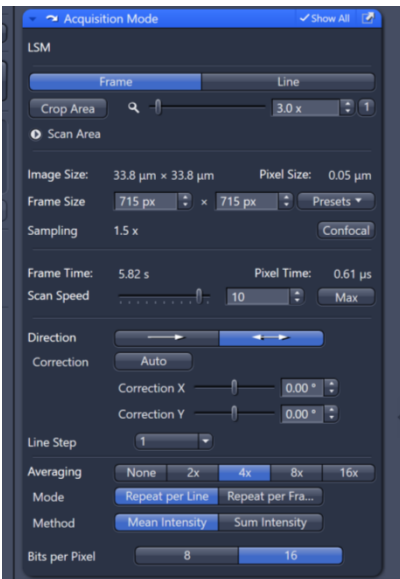 Acquisition Mode Show All
LSM
Frame Line
Crop Area 3.0 x 1
Scan Area
Image Size: 33.8 µm × 33.8 µm Pixel Size: 0.05 µm
Frame Size 715 px × 715 px Presets
Sampling 1.5 x Confocal
Frame Time: 5.82 s Pixel Time: 0.61 µs
Scan Speed 10 Max
Direction
Correction Auto
Correction X 0.00 °
Correction Y 0.00 °
Line Step 1
Averaging None 2x 4x 8x 16x
Mode Repeat per Line Repeat per Fra...
Method Mean Intensity Sum Intensity
Bits per Pixel 8 16